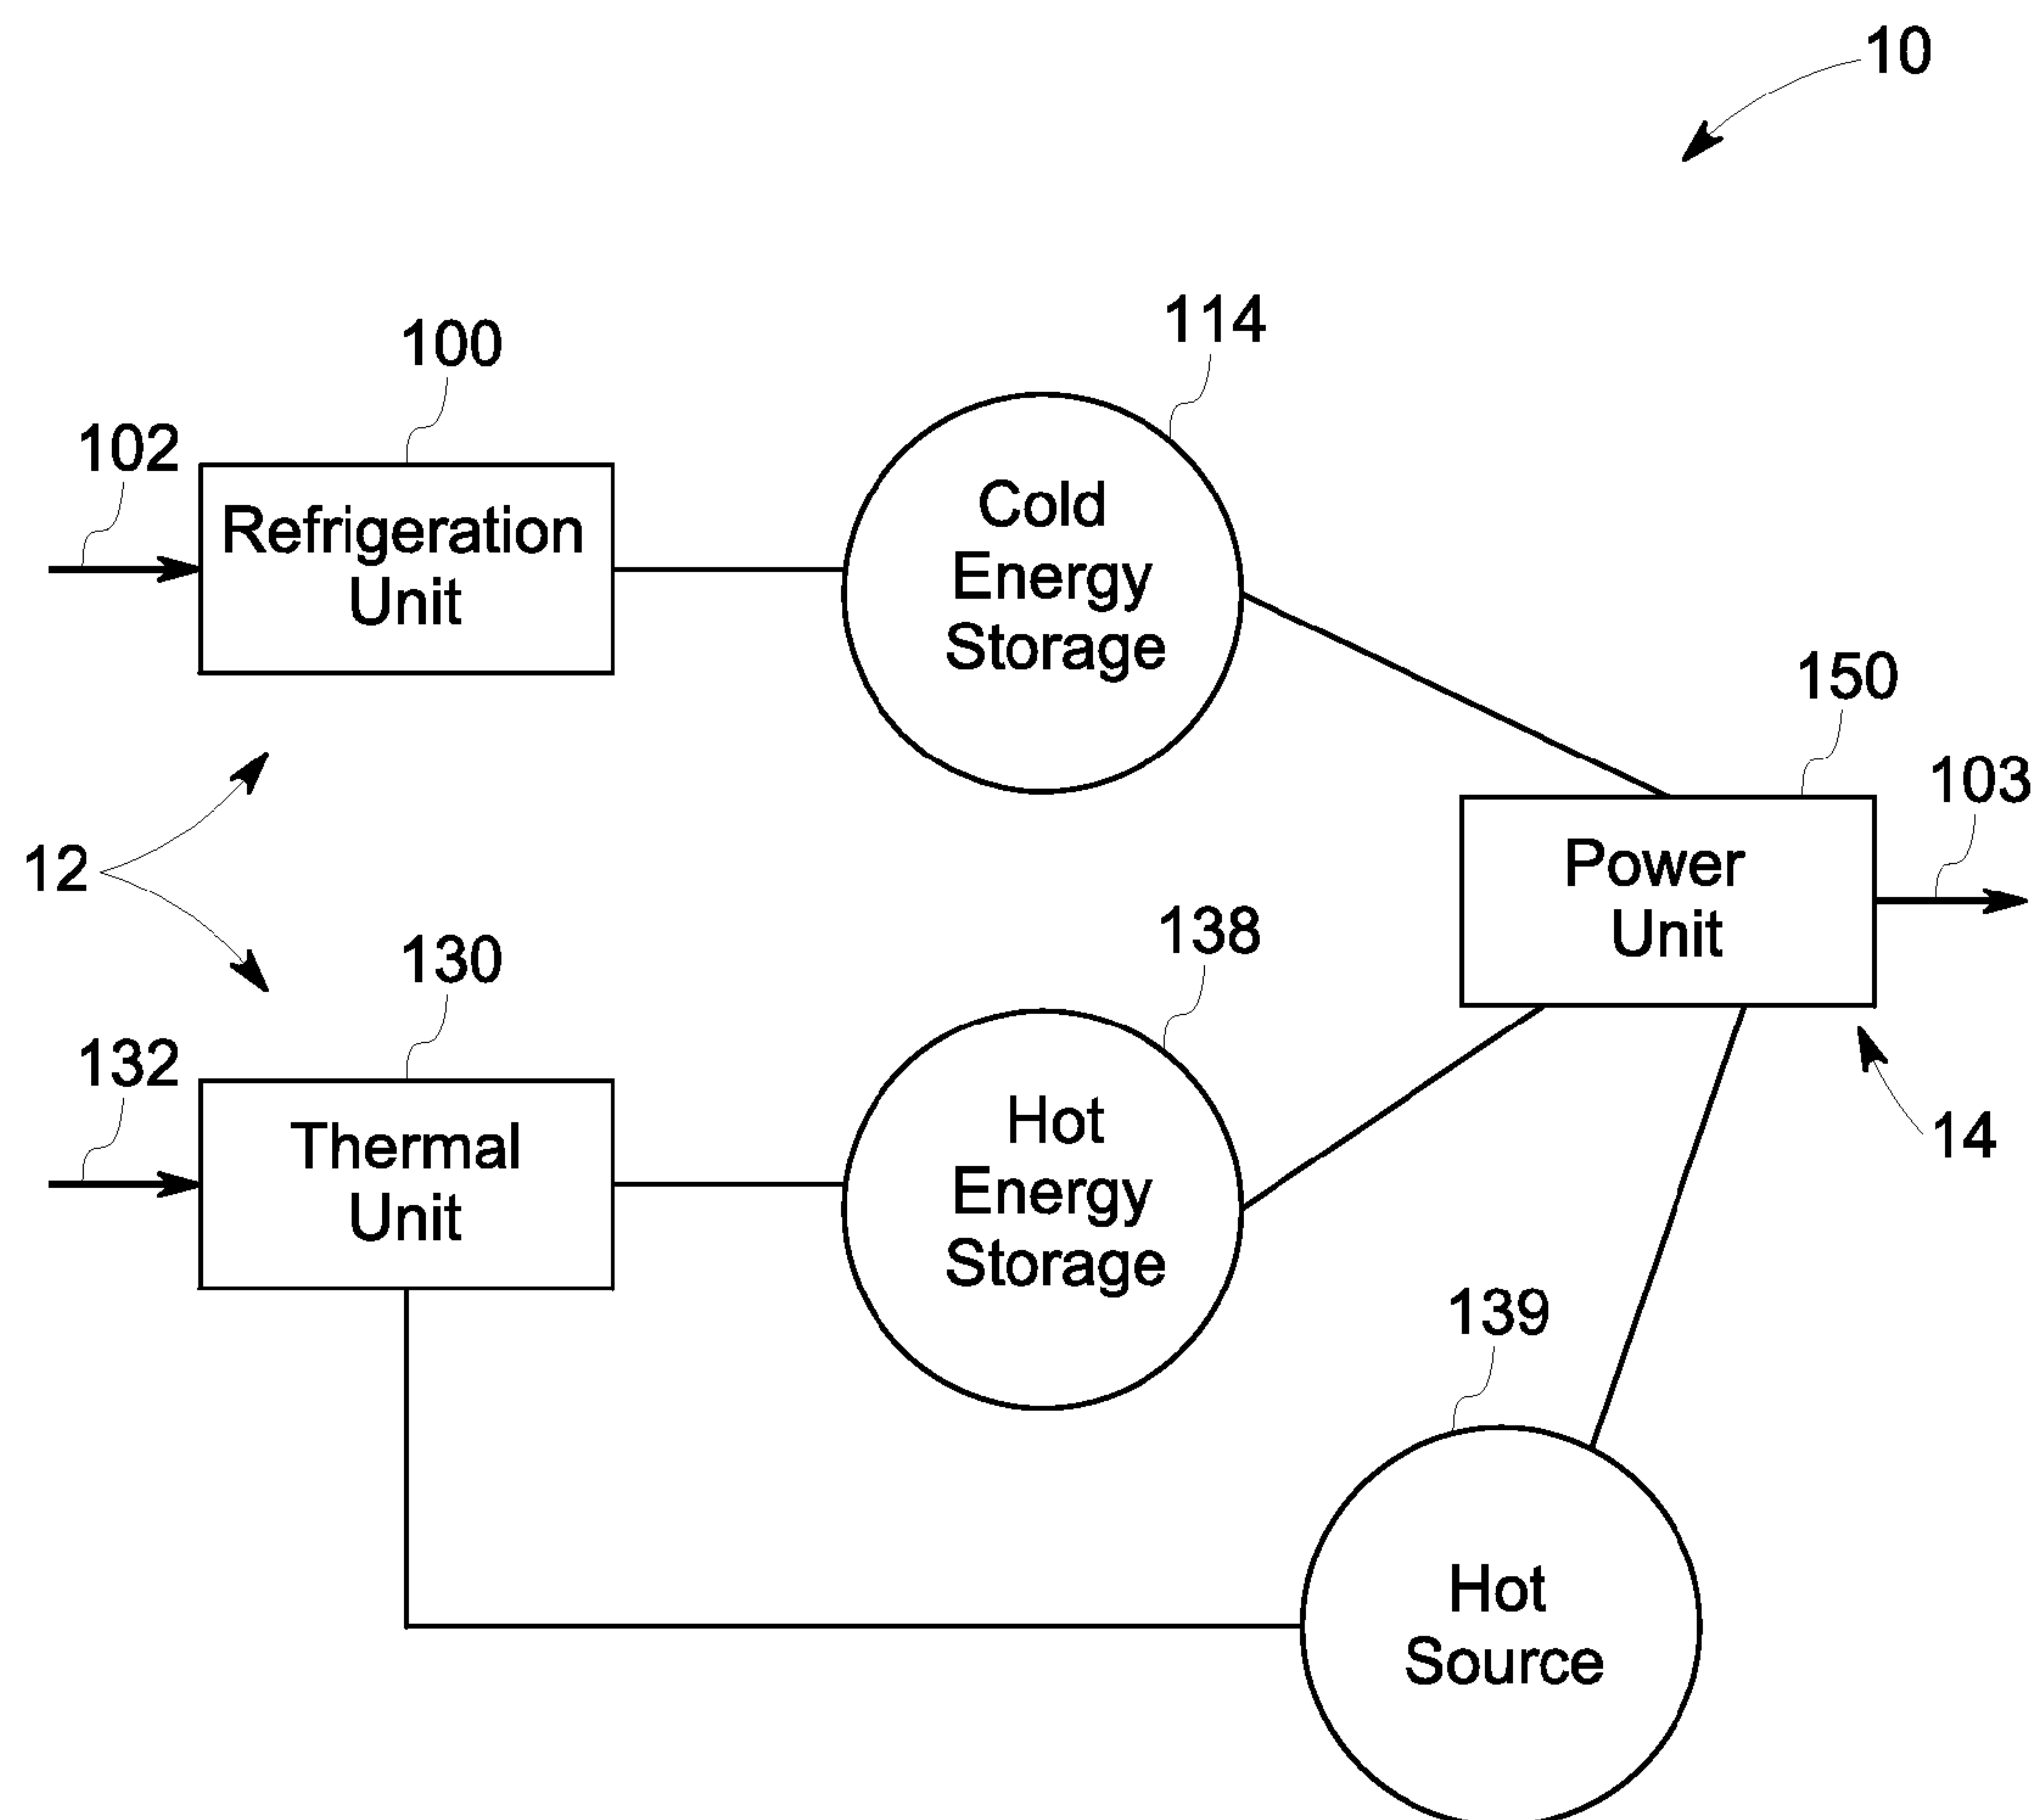 10
114
100
102
Refrigeration
Unit
Cold
Energy
Storage
150
103
Power
Unit
12
138
130
132
14
Thermal
Unit
Hot
Energy
Storage
139
Hot
Source